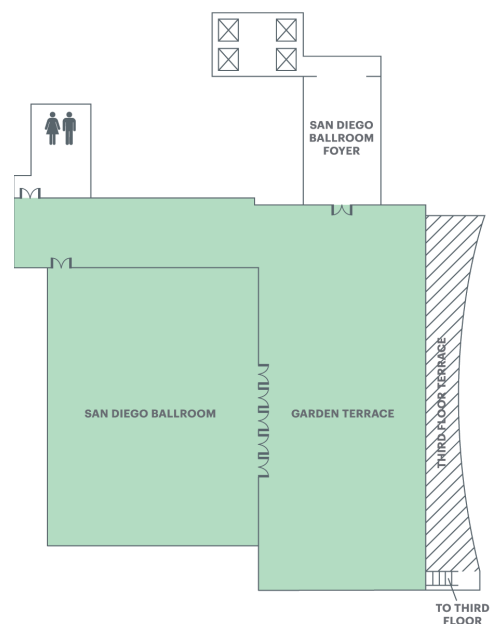 SAN DIEGO
BALLROOM
FOYER
SAN DIEGO BALLROOM
GARDEN TERRACE
THIRD FLOOR TERRACE
TO THIRD
FLOOR